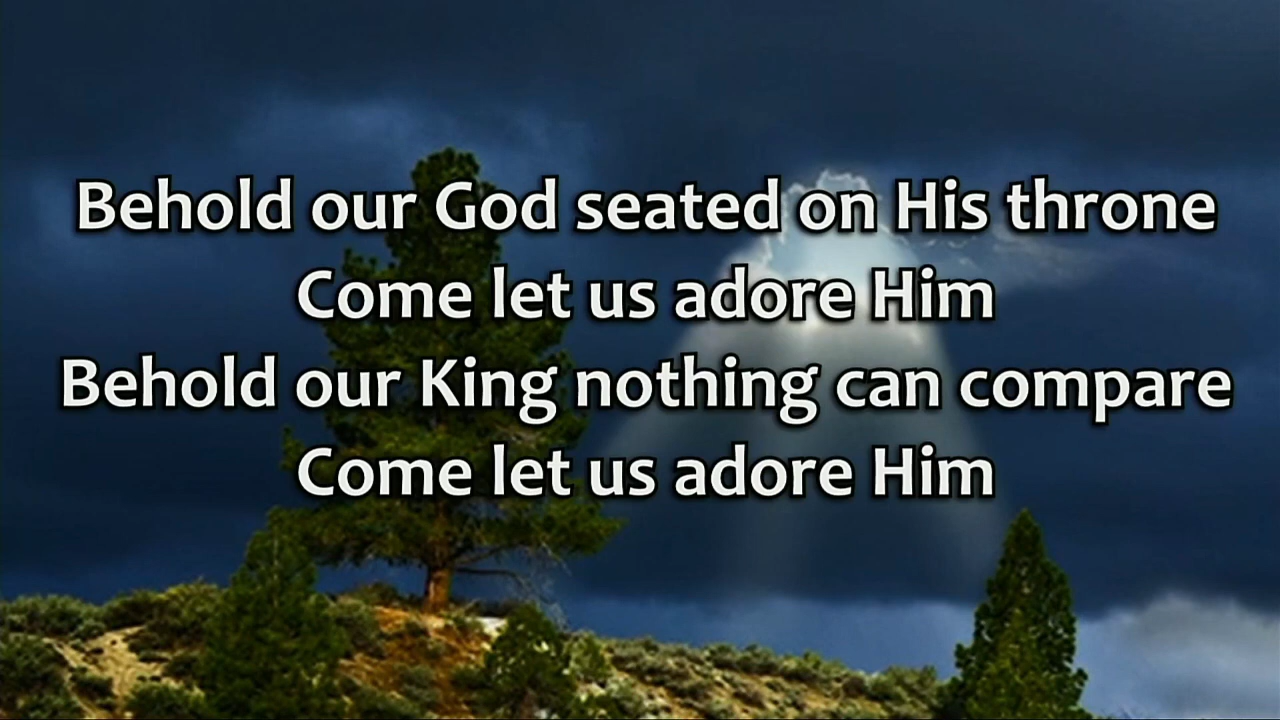 Behold our God seated on His throne
Come let us adore Him
Behold our King nothing can compare
Come let us adore Him